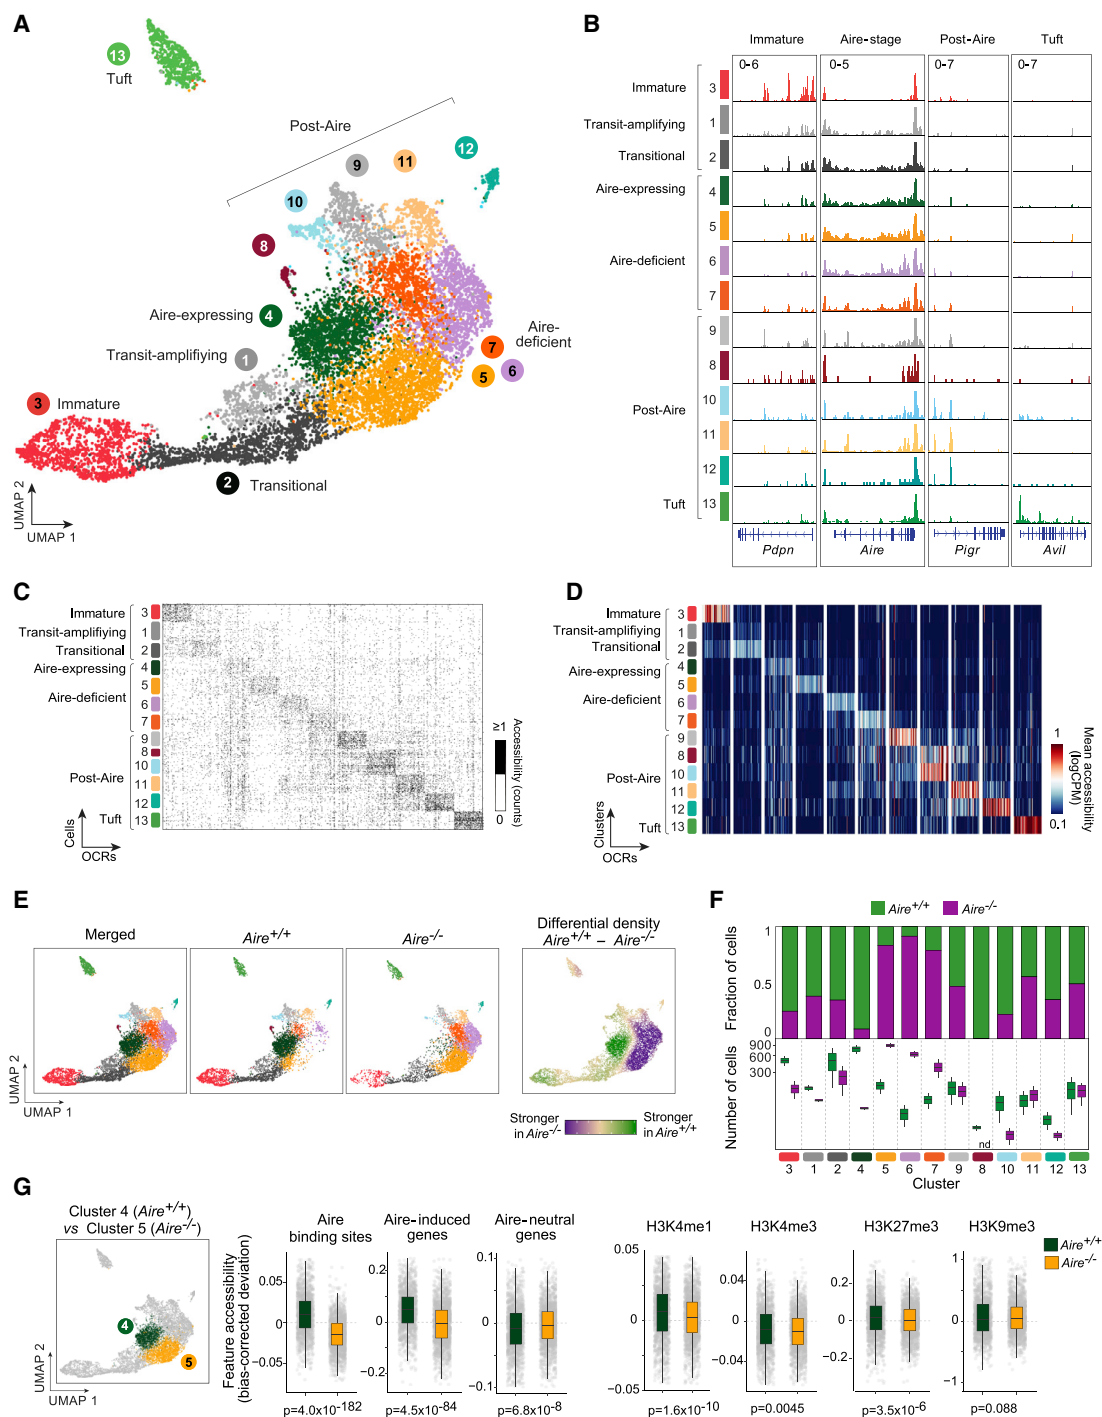 A
13
Tuft
Post-Aire
9
11
12
10
8
Aire-expressing 4
Transit-amplifiying
1
Aire-
deficient
7
5
6
3 Immature
2 Transitional
UMAP 2
UMAP 1
B
Immature
Aire-stage
Post-Aire
Tuft
0-6
0-5
0-7
0-7
Immature 3
Transit-amplifying 1
Transitional 2
Aire-expressing 4
5
Aire-deficient 6
7
9
8
Post-Aire 10
11
12
Tuft 13
Pdpn
Aire
Pigr
Avil
C
Immature 3
Transit-amplifiying 1
Transitional 2
Aire-expressing 4
5
Aire-deficient 6
7
9
8
Post-Aire 10
11
12
Tuft 13
Cells
OCRs
≥1
0
Accessibility (counts)
D
Immature 3
Transit-amplifiying 1
Transitional 2
Aire-expressing 4
5
Aire-deficient 6
7
9
8
Post-Aire 10
11
12
Tuft 13
Clusters
OCRs
1
0.1
Mean accessibility
(logCPM)
E
Merged
Aire+/+
Aire-/-
Differential density
Aire+/+ – Aire-/-
UMAP 2
UMAP 1
Stronger
in Aire-/-
Stronger
in Aire+/+
F
Aire+/+
Aire-/-
Fraction of cells
1
0.5
0
Number of cells
900
600
300
nd
3 1 2 4 5 6 7 9 8 10 11 12 13
Cluster
G
Cluster 4 (Aire+/+)
vs Cluster 5 (Aire-/-)
4
5
UMAP 2
UMAP 1
Feature accessibility
(bias-corrected deviation)
Aire
binding sites
0.05
0
−0.05
p=4.0x10-182
Aire-induced
genes
0.2
0
−0.2
p=4.5x10-84
Aire-neutral
genes
0.1
0
−0.1
p=6.8x10-8
H3K4me1
0.05
0
−0.05
p=1.6x10-10
H3K4me3
0.04
0
−0.04
p=0.0045
H3K27me3
0.2
0
−0.2
p=3.5x10-6
H3K9me3
1
0
−1
p=0.088
Aire+/+
Aire-/-